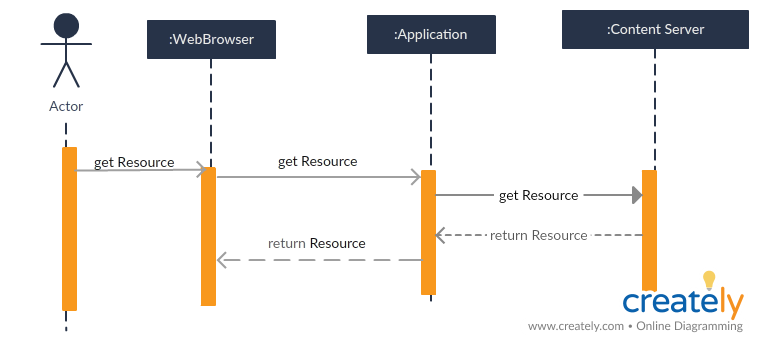 :WebBrowser
:Application
:Content Server
Actor
get Resource
get Resource
get Resource
return Resource
return Resource
creately
www.creately.com • Online Diagramming